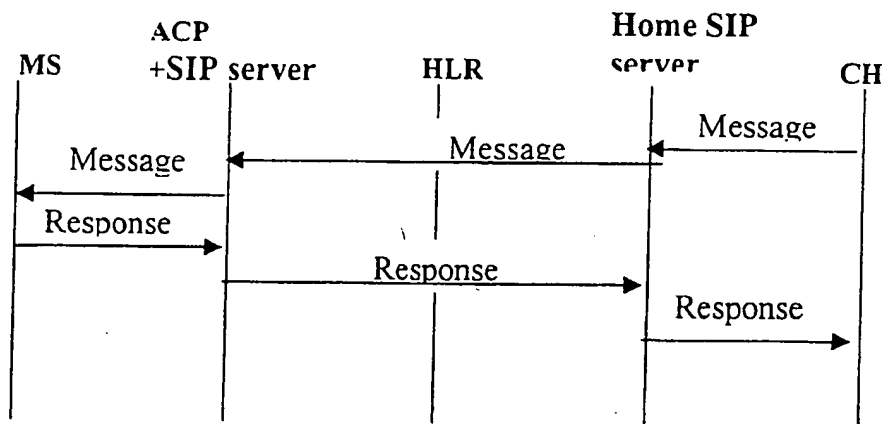 MS
ACP
+SIP server
HLR
Home SIP
server
CH
Message
Message
Message
Response
Response
Response